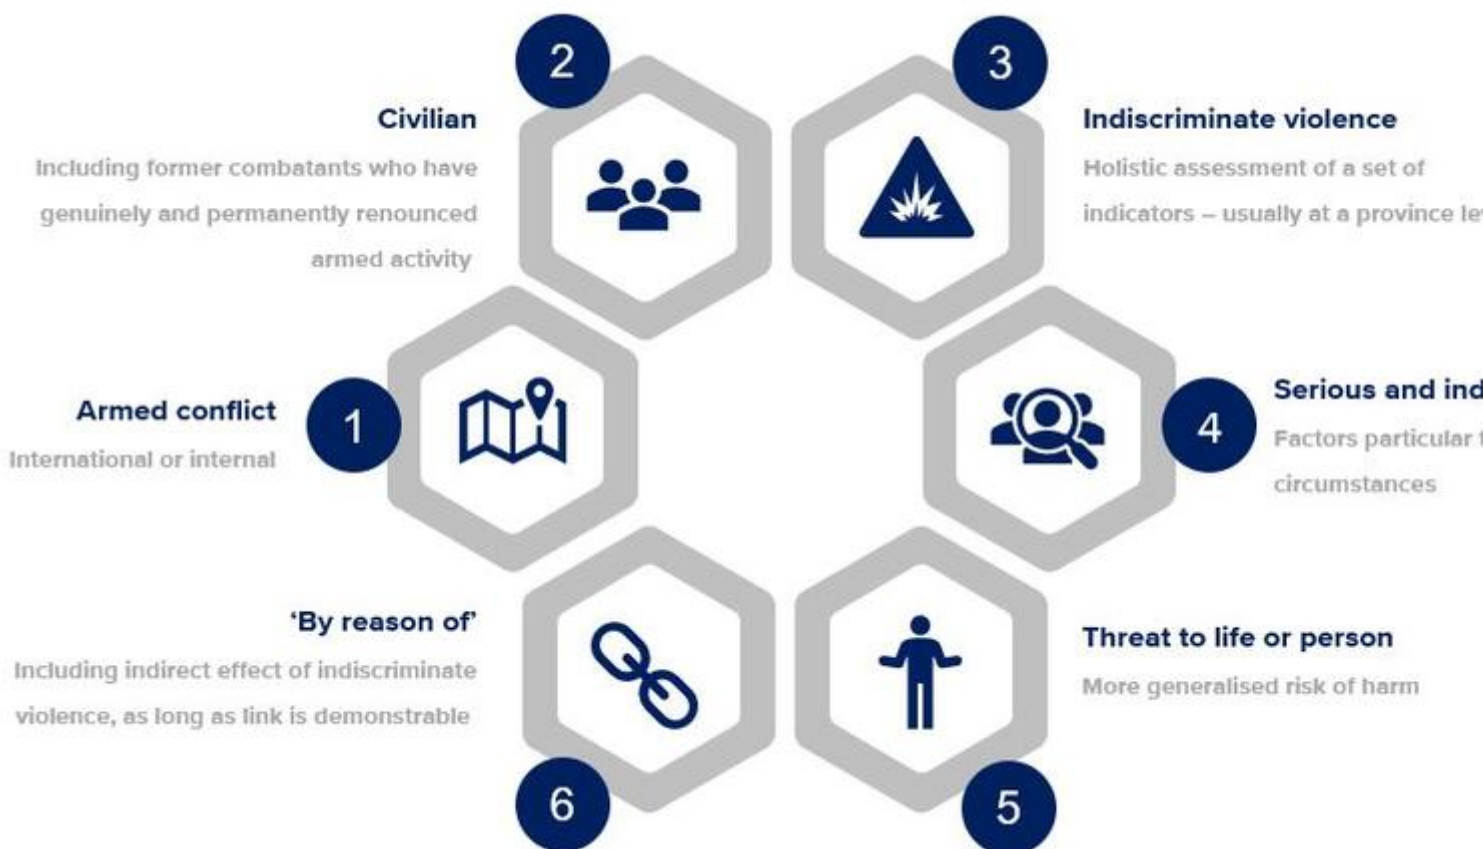 2
Civilian
Including former combatants who have
genuinely and permanently renounced
armed activity
3
Indiscriminate violence
Holistic assessment of a set of
indicators – usually at a province
1
Armed conflict
International or internal
4
Serious and
Factors particular
circumstances
6
‘By reason of’
Including indirect effect of indiscriminate
violence, as long as link is demonstrable
5
Threat to life or person
More generalised risk of harm